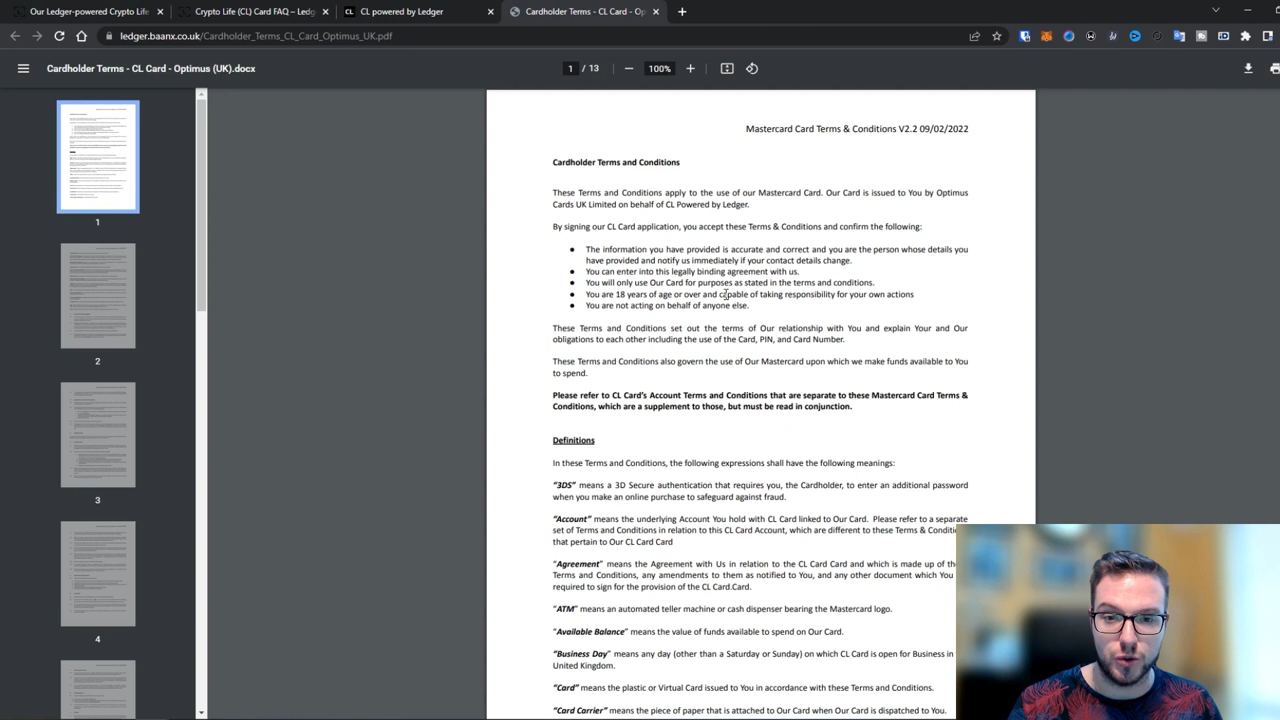 Our Ledger-powered Crypto Life
Crypto Life (CL) Card FAQ – Ledg
CL
CL powered by Ledger
Cardholder Terms - CL Card - Op
ledger.baanx.co.uk/Cardholder_Terms_CL_Card_Optimus_UK.pdf
Cardholder Terms - CL Card - Optimus (UK).docx
1 / 13
100%
1
2
3
4
Mastercard Card Terms & Conditions V2.2 09/02/2022
Cardholder Terms and Conditions
These Terms and Conditions apply to the use of our Mastercard Card. Our Card is issued to You by Optimus
Cards UK Limited on behalf of CL Powered by Ledger.
By signing our CL Card application, you accept these Terms & Conditions and confirm the following:
● The information you have provided is accurate and correct and you are the person whose details you
have provided and notify us immediately if your contact details change.
● You can enter into this legally binding agreement with us.
● You will only use Our Card for purposes as stated in the terms and conditions.
● You are 18 years of age or over and capable of taking responsibility for your own actions
● You are not acting on behalf of anyone else.
These Terms and Conditions set out the terms of Our relationship with You and explain Your and Our
obligations to each other including the use of the Card, PIN, and Card Number.
These Terms and Conditions also govern the use of Our Mastercard upon which we make funds available to You
to spend.
Please refer to CL Card's Account Terms and Conditions that are separate to these Mastercard Card Terms &
Conditions, which are a supplement to those, but must be read in conjunction.
Definitions
In these Terms and Conditions, the following expressions shall have the following meanings:
"3DS" means a 3D Secure authentication that requires you, the Cardholder, to enter an additional password
when you make an online purchase to safeguard against fraud.
"Account" means the underlying Account You hold with CL Card linked to Our Card. Please refer to a separate
set of Terms and Conditions in relation to this CL Card Account, which are different to these Terms & Conditi
that pertain to Our CL Card Card
"Agreement" means the Agreement with Us in relation to the CL Card Card and which is made up of the
Terms and Conditions, any amendments to them as notified to You, and any other document which You
required to sign for the provision of the CL Card.Card.
"ATM" means an automated teller machine or cash dispenser bearing the Mastercard logo.
"Available Balance" means the value of funds available to spend on Our Card.
"Business Day" means any day (other than a Saturday or Sunday) on which CL Card is open for Business in
United Kingdom.
"Card" means the plastic or Virtual Card issued to You in accordance with these Terms and Conditions.
"Card Carrier" means the piece of paper that is attached to Our Card when Our Card is dispatched to You.